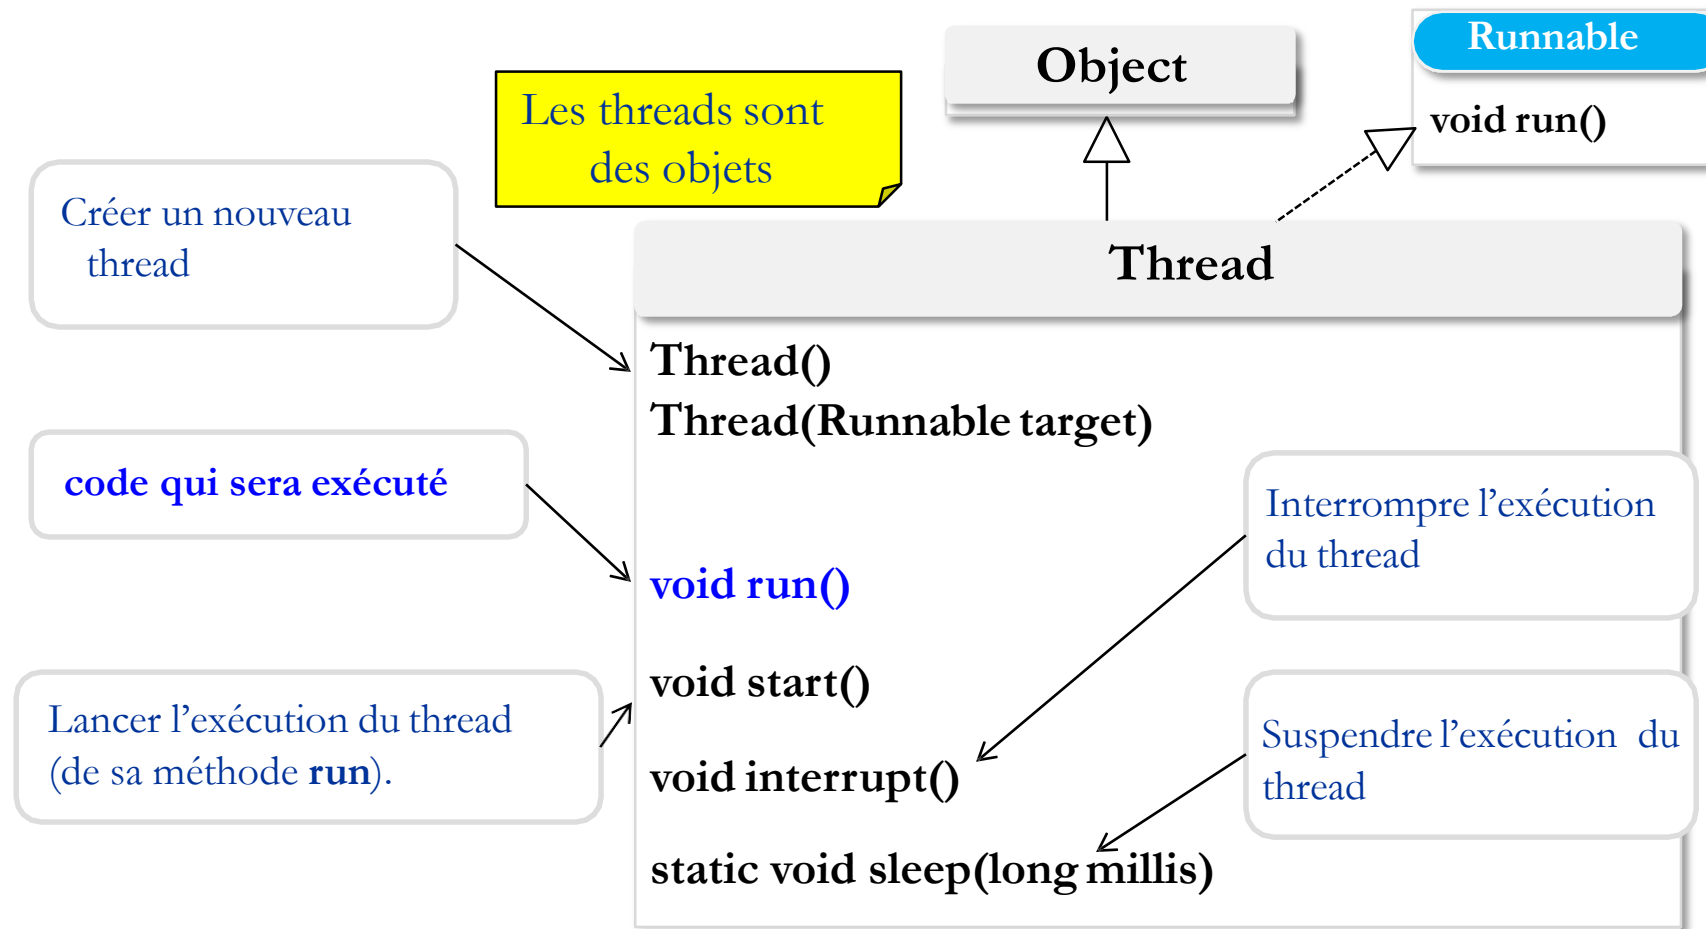 Object
Runnable
void run()
Les threads sont
des objets
Créer un nouveau
thread
Thread
Thread()
Thread(Runnable target)
code qui sera exécuté
void run()
Interrompre l’exécution
du thread
void start()
Lancer l’exécution du thread
(de sa méthode run).
void interrupt()
Suspendre l’exécution du
thread
static void sleep(long millis)